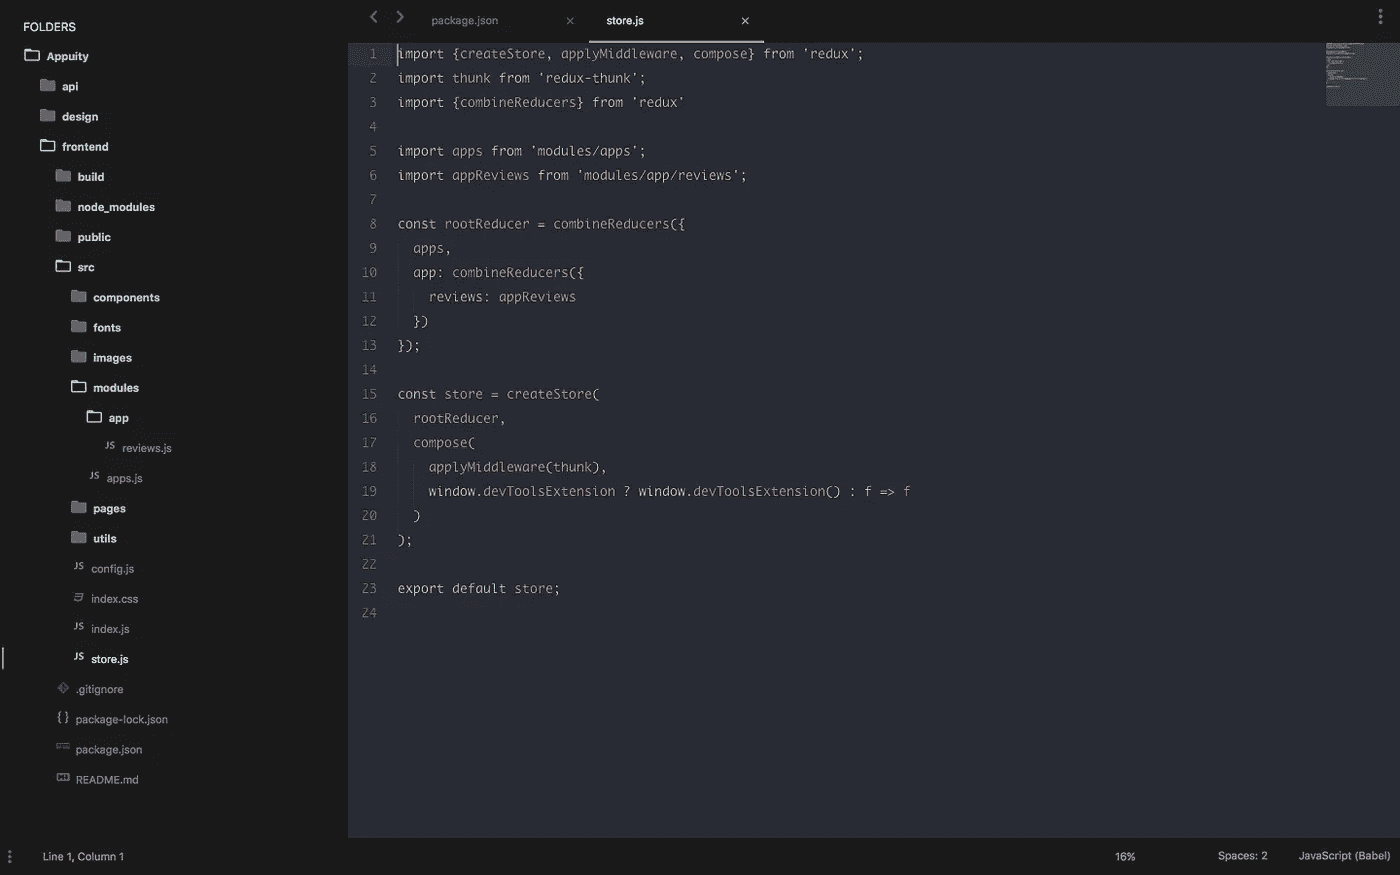 FOLDERS
Appuity
api
design
frontend
build
node_modules
public
src
components
fonts
images
modules
app
JS reviews.js
JS apps.js
pages
utils
JS config.js
index.css
JS index.js
JS store.js
.gitignore
{} package-lock.json
package.json
README.md
package.json
store.js
1 import {createStore, applyMiddleware, compose} from 'redux';
2 import thunk from 'redux-thunk';
3 import {combineReducers} from 'redux'
4
5 import apps from 'modules/apps';
6 import appReviews from 'modules/app/reviews';
7
8 const rootReducer = combineReducers({
9 apps,
10 app: combineReducers({
11 reviews: appReviews
12 })
13 });
14
15 const store = createStore(
16 rootReducer,
17 compose(
18 applyMiddleware(thunk),
19 window.devToolsExtension ? window.devToolsExtension() : f => f
20 )
21 );
22
23 export default store;
24
Line 1, Column 1
16%
Spaces: 2
JavaScript (Babel)